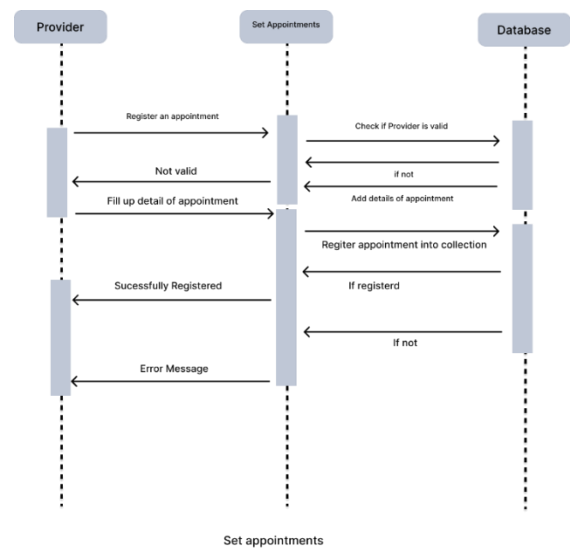 Provider
Set Appointments
Database
Register an appointment
Check if Provider is valid
Not valid
if not
Fill up detail of appointment
Add details of appointment
Regiter appointment into collection
Sucessfully Registered
If registerd
If not
Error Message
Set appointments